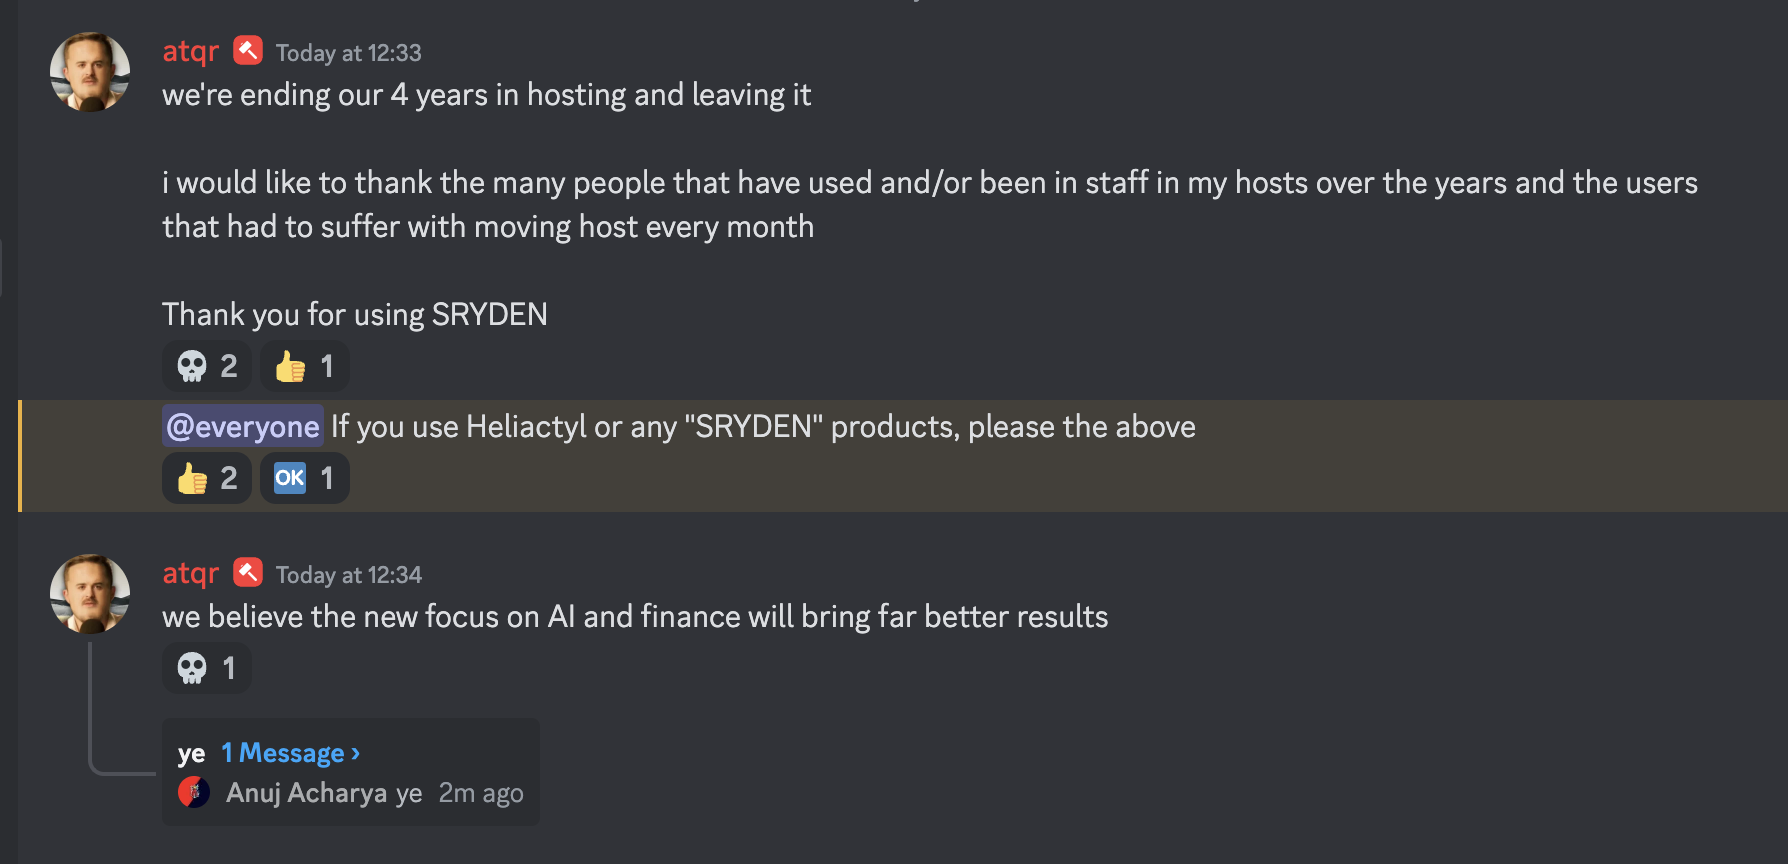 atqr Today at 12:33
we're ending our 4 years in hosting and leaving it
i would like to thank the many people that have used and/or been in staff in my hosts over the years and the users
that had to suffer with moving host every month
Thank you for using SRYDEN
2 1
@everyone If you use Heliactyl or any "SRYDEN" products, please the above
2 OK 1
atqr Today at 12:34
we believe the new focus on AI and finance will bring far better results
1
ye 1 Message ›
Anuj Acharya ye 2m ago